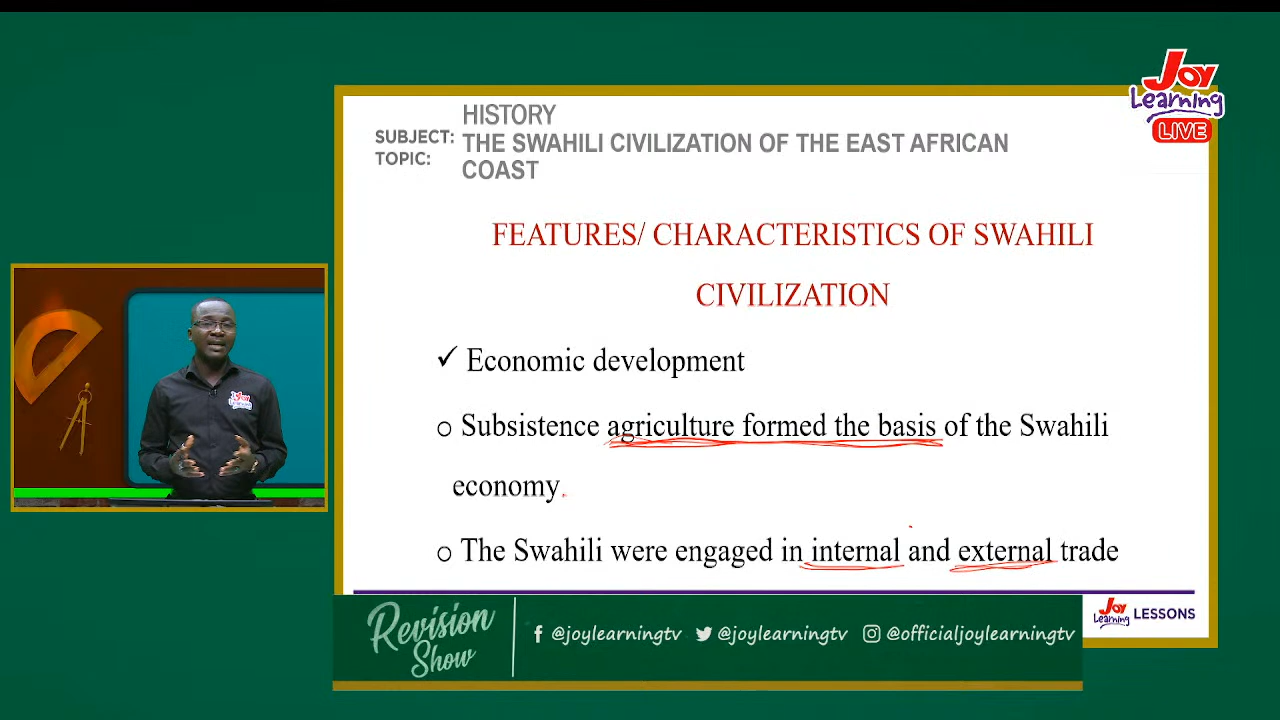 Joy
Learning
LIVE
HISTORY
SUBJECT: THE SWAHILI CIVILIZATION OF THE EAST AFRICAN
TOPIC: COAST
FEATURES/ CHARACTERISTICS OF SWAHILI
CIVILIZATION
✓ Economic development
o Subsistence agriculture formed the basis of the Swahili
economy.
o The Swahili were engaged in internal and external trade
Joy
Learning
Revision
Show
@joylearningtv @joylearningtv @officialjoylearningtv
Joy
Learning LESSONS